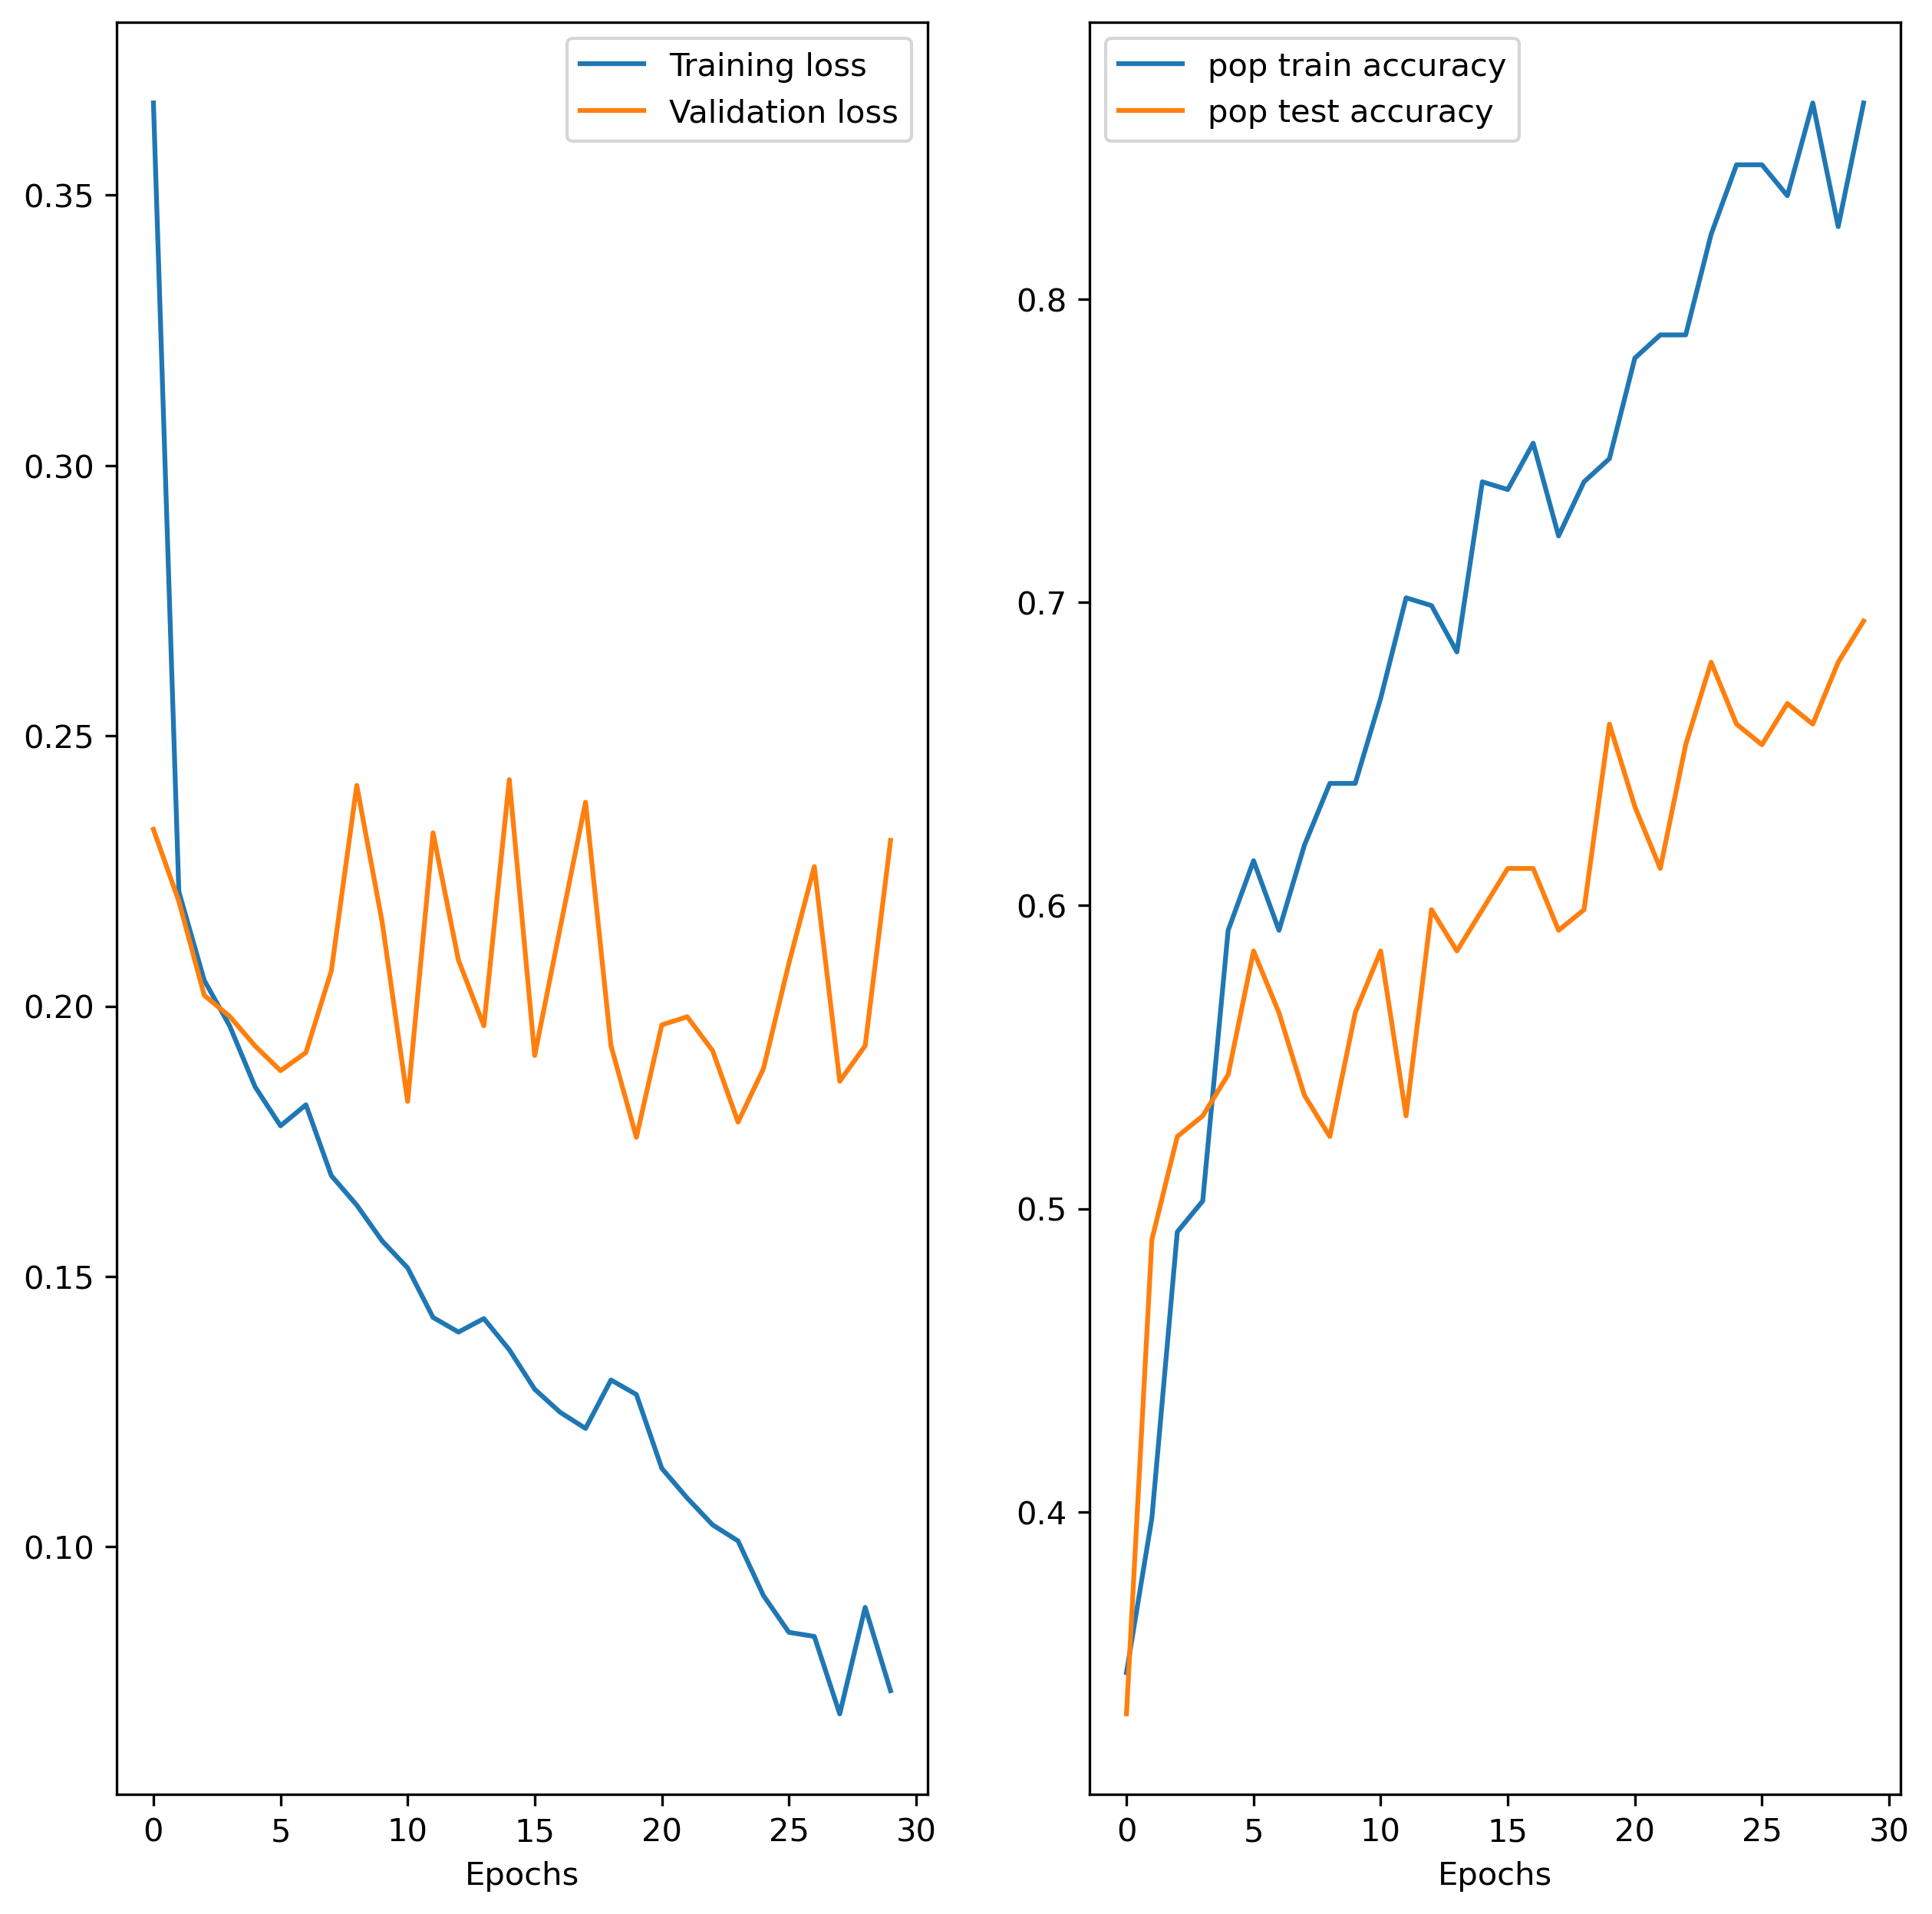 Training loss
Validation loss
0.35
0.30
0.25
0.20
0.15
0.10
0 5 10 15 20 25 30
Epochs
pop train accuracy
pop test accuracy
0.8
0.7
0.6
0.5
0.4
0 5 10 15 20 25 30
Epochs